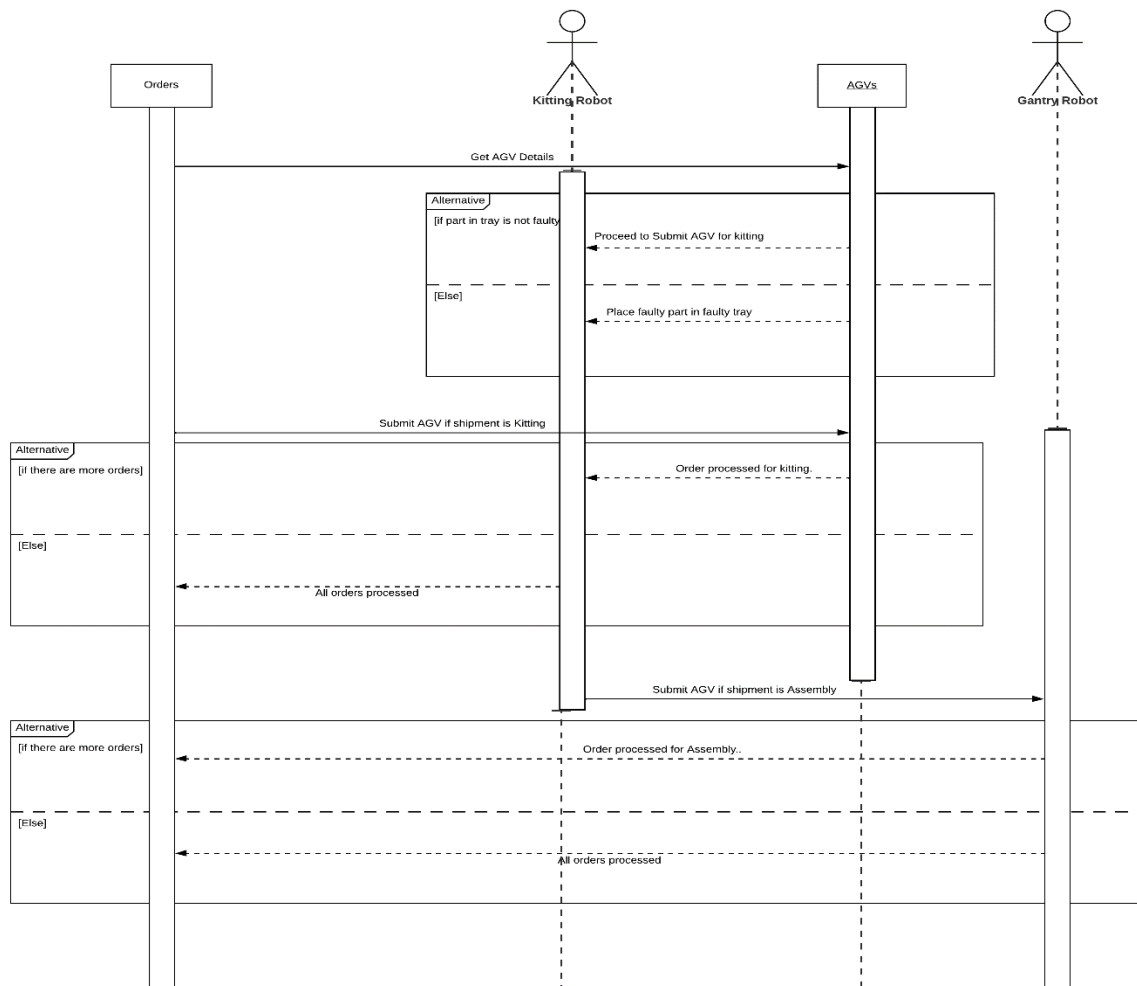 Orders
Kitting Robot
AGVs
Gantry Robot
Get AGV Details
Alternative
[if part in tray is not faulty
Proceed to Submit AGV for kitting
[Else]
Place faulty part in faulty tray
Submit AGV if shipment is Kitting
Alternative
[if there are more orders]
Order processed for kitting.
[Else]
All orders processed
Submit AGV if shipment is Assembly
Alternative
[if there are more orders]
Order processed for Assembly..
[Else]
All orders processed